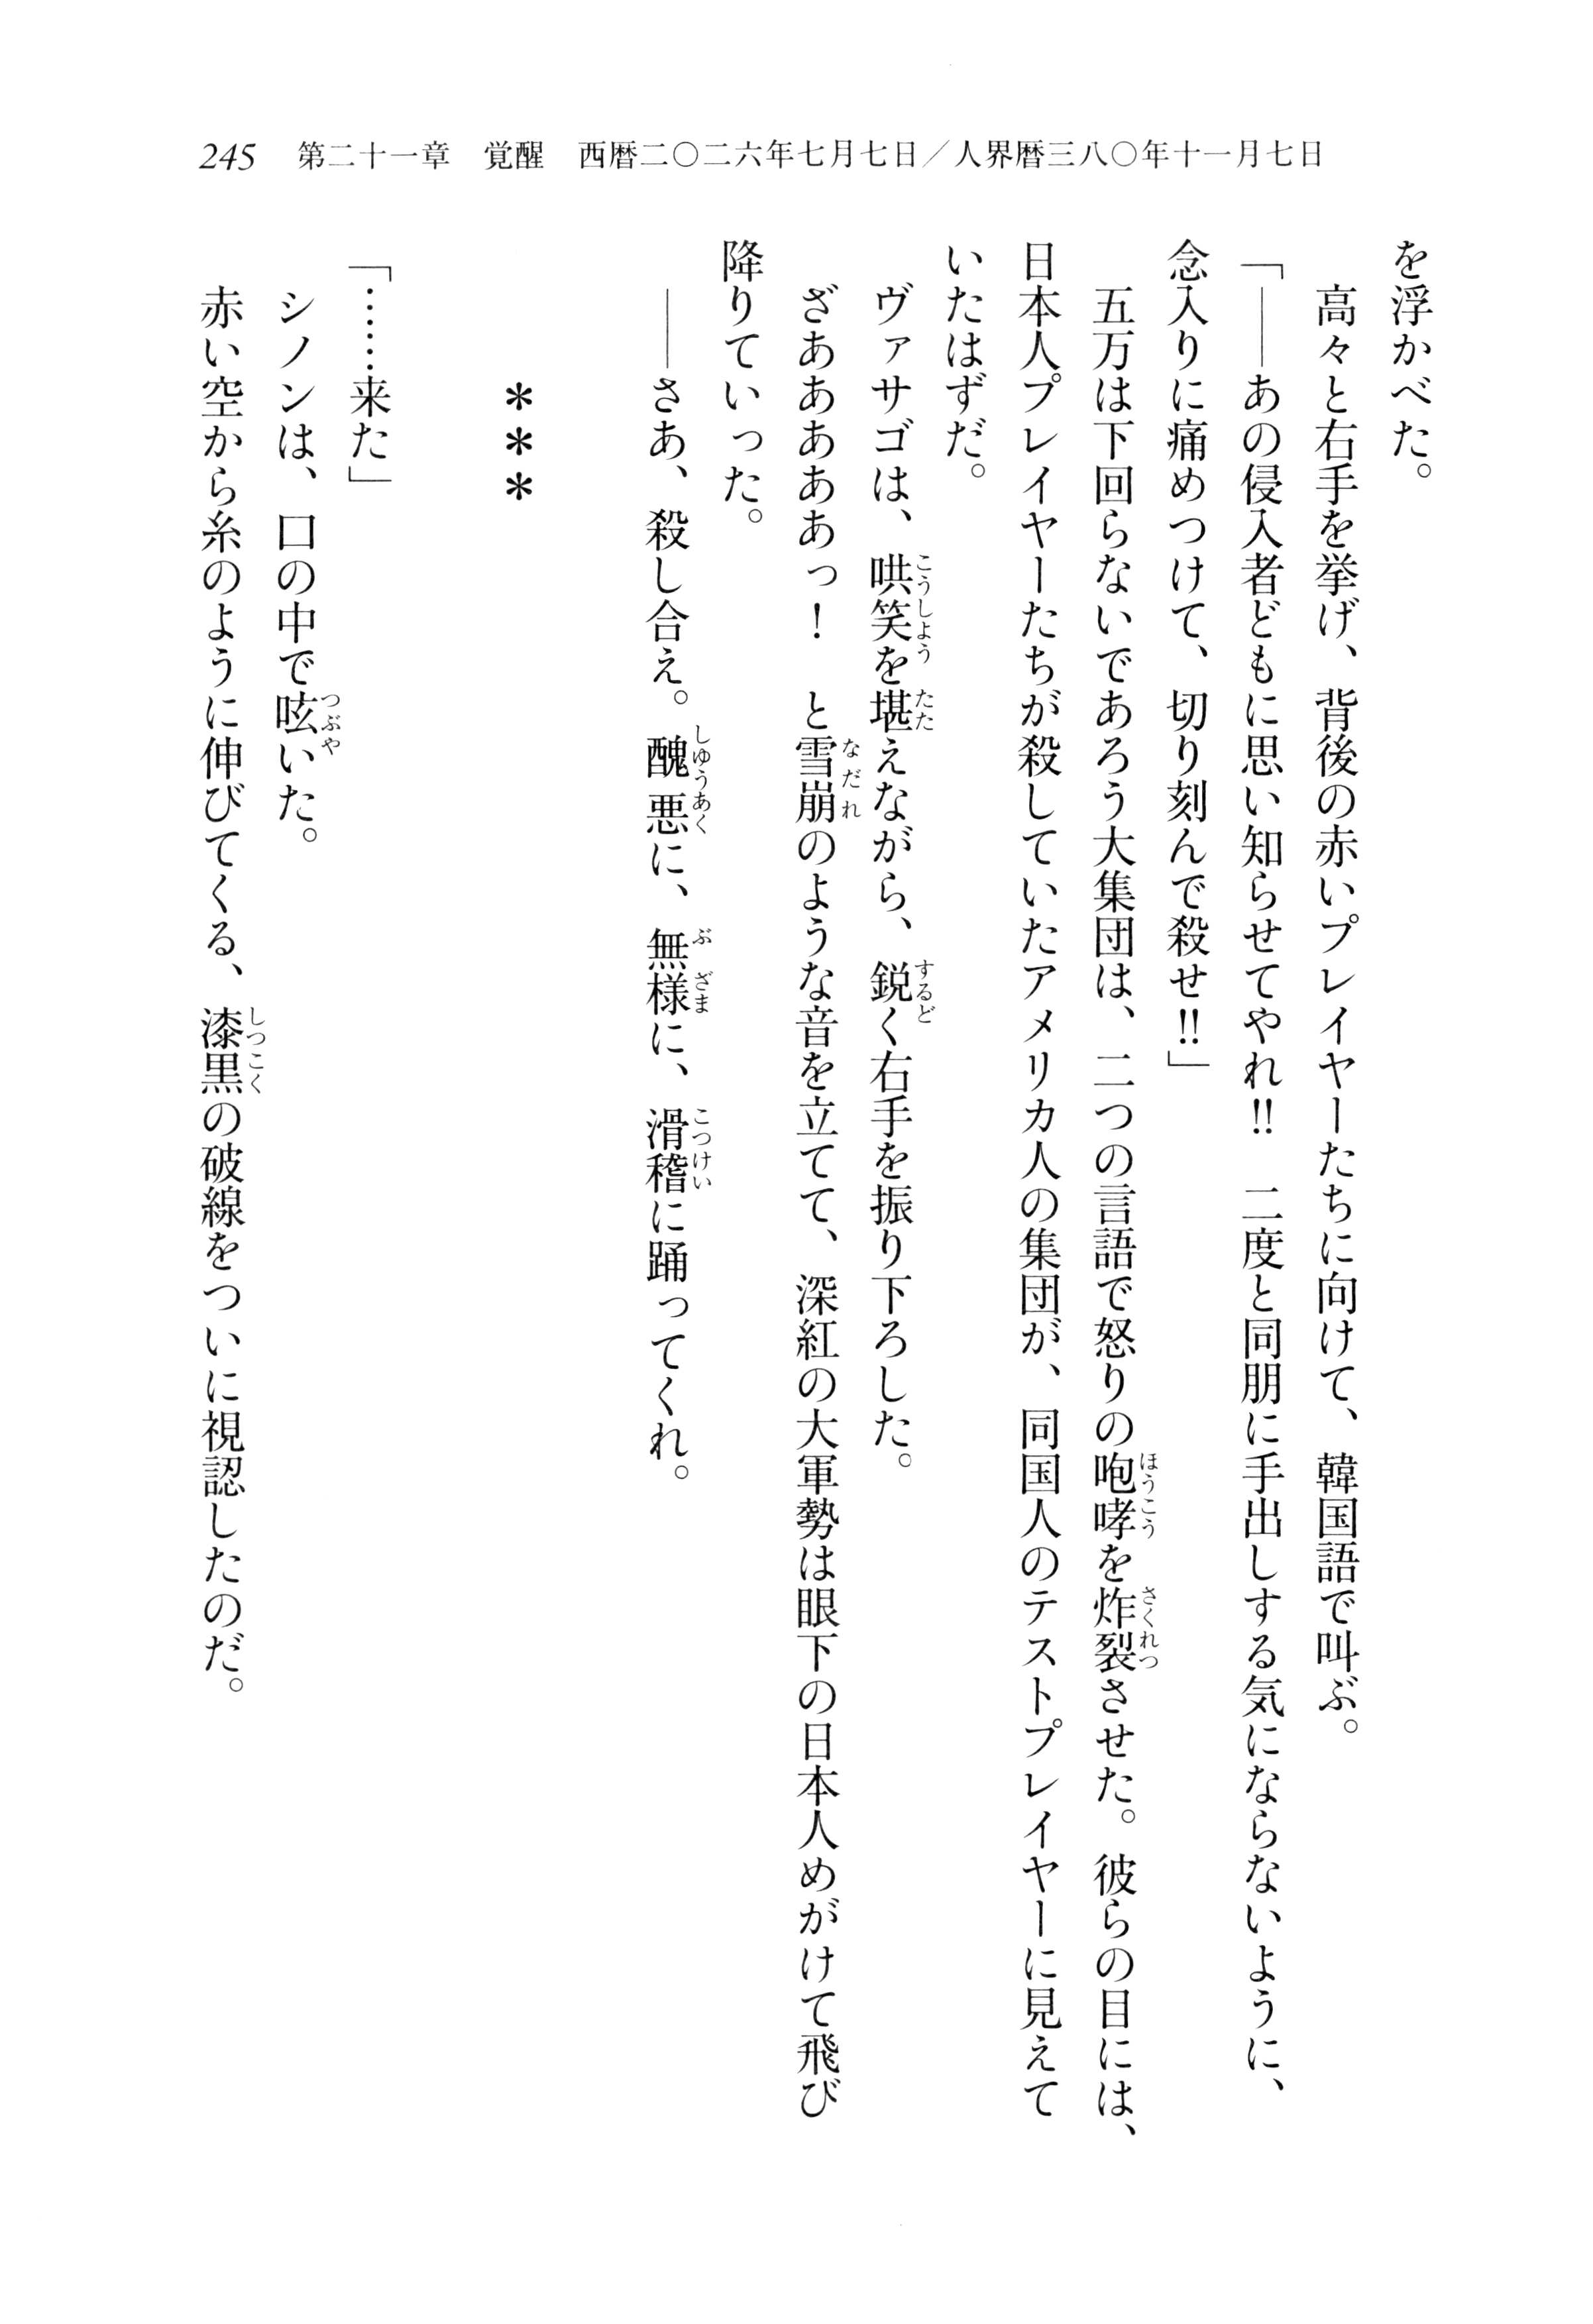 245　第二十一章　覚醒　西暦二〇二六年七月七日／人界暦三八〇年十一月七日
を浮かべた。
　高々と右手を挙げ、背後の赤いプレイヤーたちに向けて、韓国語で叫ぶ。
「――あの侵入者どもに思い知らせてやれ!!　二度と同朋に手出しする気にならないように、
念入りに痛めつけて、切り刻んで殺せ!!」
　五万は下回らないであろう大集団は、二つの言語で怒りの咆哮を炸裂させた。彼らの目には、
日本人プレイヤーたちが殺していたアメリカ人の集団が、同国人のテストプレイヤーに見えて
いたはずだ。
　ヴァサゴは、哄笑を堪えながら、鋭く右手を振り下ろした。
　ざああああああっ！　と雪崩のような音を立てて、深紅の大軍勢は眼下の日本人めがけて飛び
降りていった。
　――さあ、殺し合え。醜悪に、無様に、滑稽に踊ってくれ。
＊＊＊
「……来た」
　シノンは、口の中で呟いた。
　赤い空から糸のように伸びてくる、漆黒の破線をついに視認したのだ。